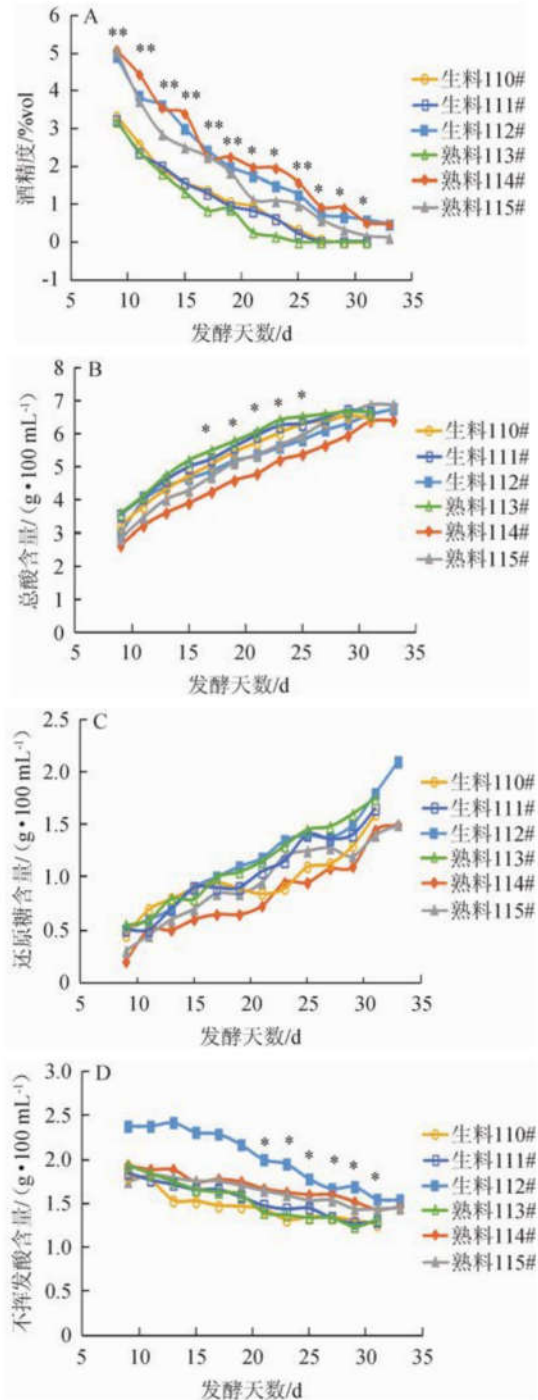 A
酒精度/%vol
6
5
4
3
2
1
0
-1
** ** ** ** ** ** * * ** * * *
生料110#
生料111#
生料112#
熟料113#
熟料114#
熟料115#
5 10 15 20 25 30 35
发酵天数/d
B
总酸含量/(g•100 mL⁻¹)
8
7
6
5
4
3
2
1
0
* * * * *
生料110#
生料111#
生料112#
熟料113#
熟料114#
熟料115#
5 10 15 20 25 30 35
发酵天数/d
C
还原糖含量/(g•100 mL⁻¹)
2.5
2.0
1.5
1.0
0.5
0
生料110#
生料111#
生料112#
熟料113#
熟料114#
熟料115#
5 10 15 20 25 30 35
发酵天数/d
D
不挥发酸含量/(g•100 mL⁻¹)
3.0
2.5
2.0
1.5
1.0
0.5
0
* * * * * *
生料110#
生料111#
生料112#
熟料113#
熟料114#
熟料115#
5 10 15 20 25 30 35
发酵天数/d